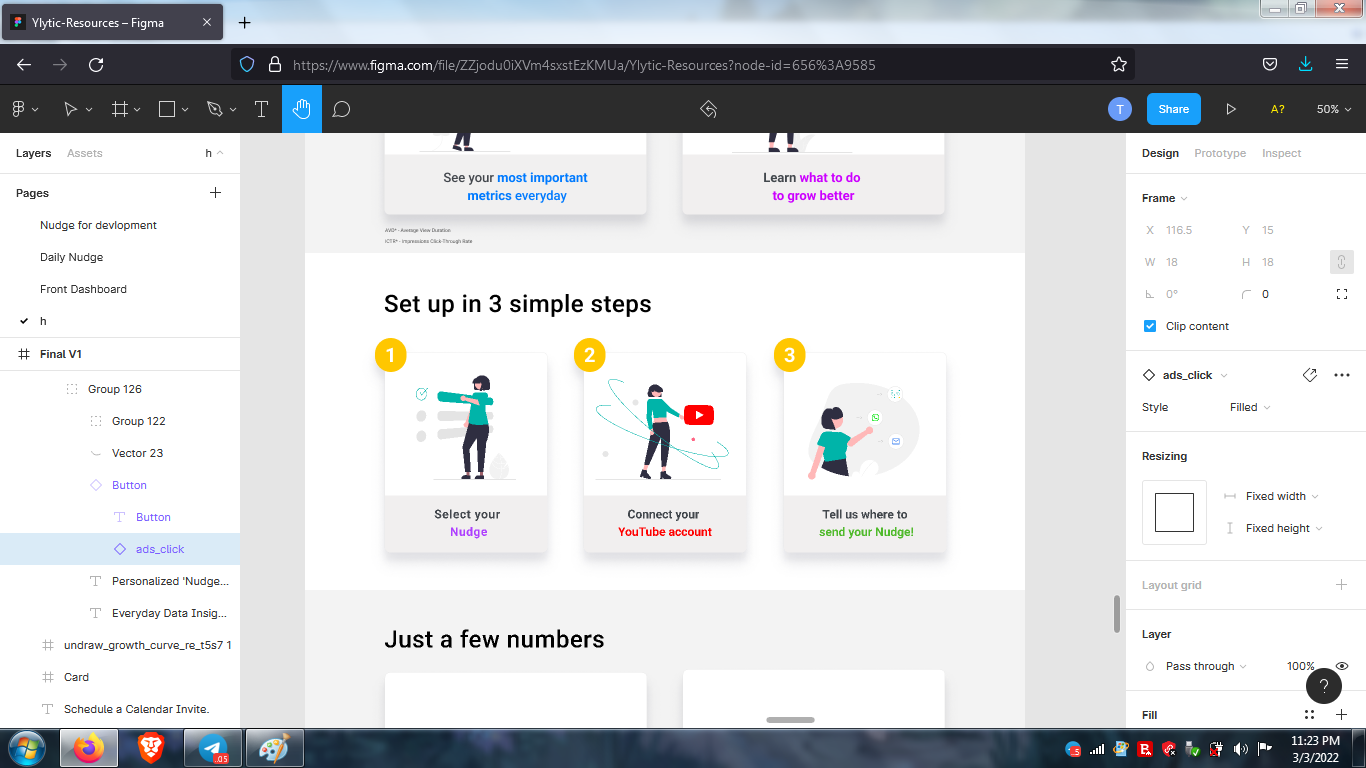 Ylytic-Resources – Figma
https://www.figma.com/file/ZZjodu0iXVm4sxstEzKMUa/Ylytic-Resources?node-id=656%3A9585
T
Share
A?
50%
Layers
Assets
h
Pages
Nudge for devlopment
Daily Nudge
Front Dashboard
h
Final V1
Group 126
Group 122
Vector 23
Button
Button
ads_click
Personalized 'Nudge...
Everyday Data Insig...
undraw_growth_curve_re_t5s7 1
Card
Schedule a Calendar Invite.
See your most important
metrics everyday
Learn what to do
to grow better
AVD* - Average View Duration
ICTR* - Impressions Click-Through Rate
Set up in 3 simple steps
1
Select your
Nudge
2
Connect your
YouTube account
3
Tell us where to
send your Nudge!
Just a few numbers
Design
Prototype
Inspect
Frame
X 116.5
Y 15
W 18
H 18
0°
0
Clip content
ads_click
Style
Filled
Resizing
Fixed width
Fixed height
Layout grid
Layer
Pass through
100%
?
Fill
.05
11:23 PM
3/3/2022